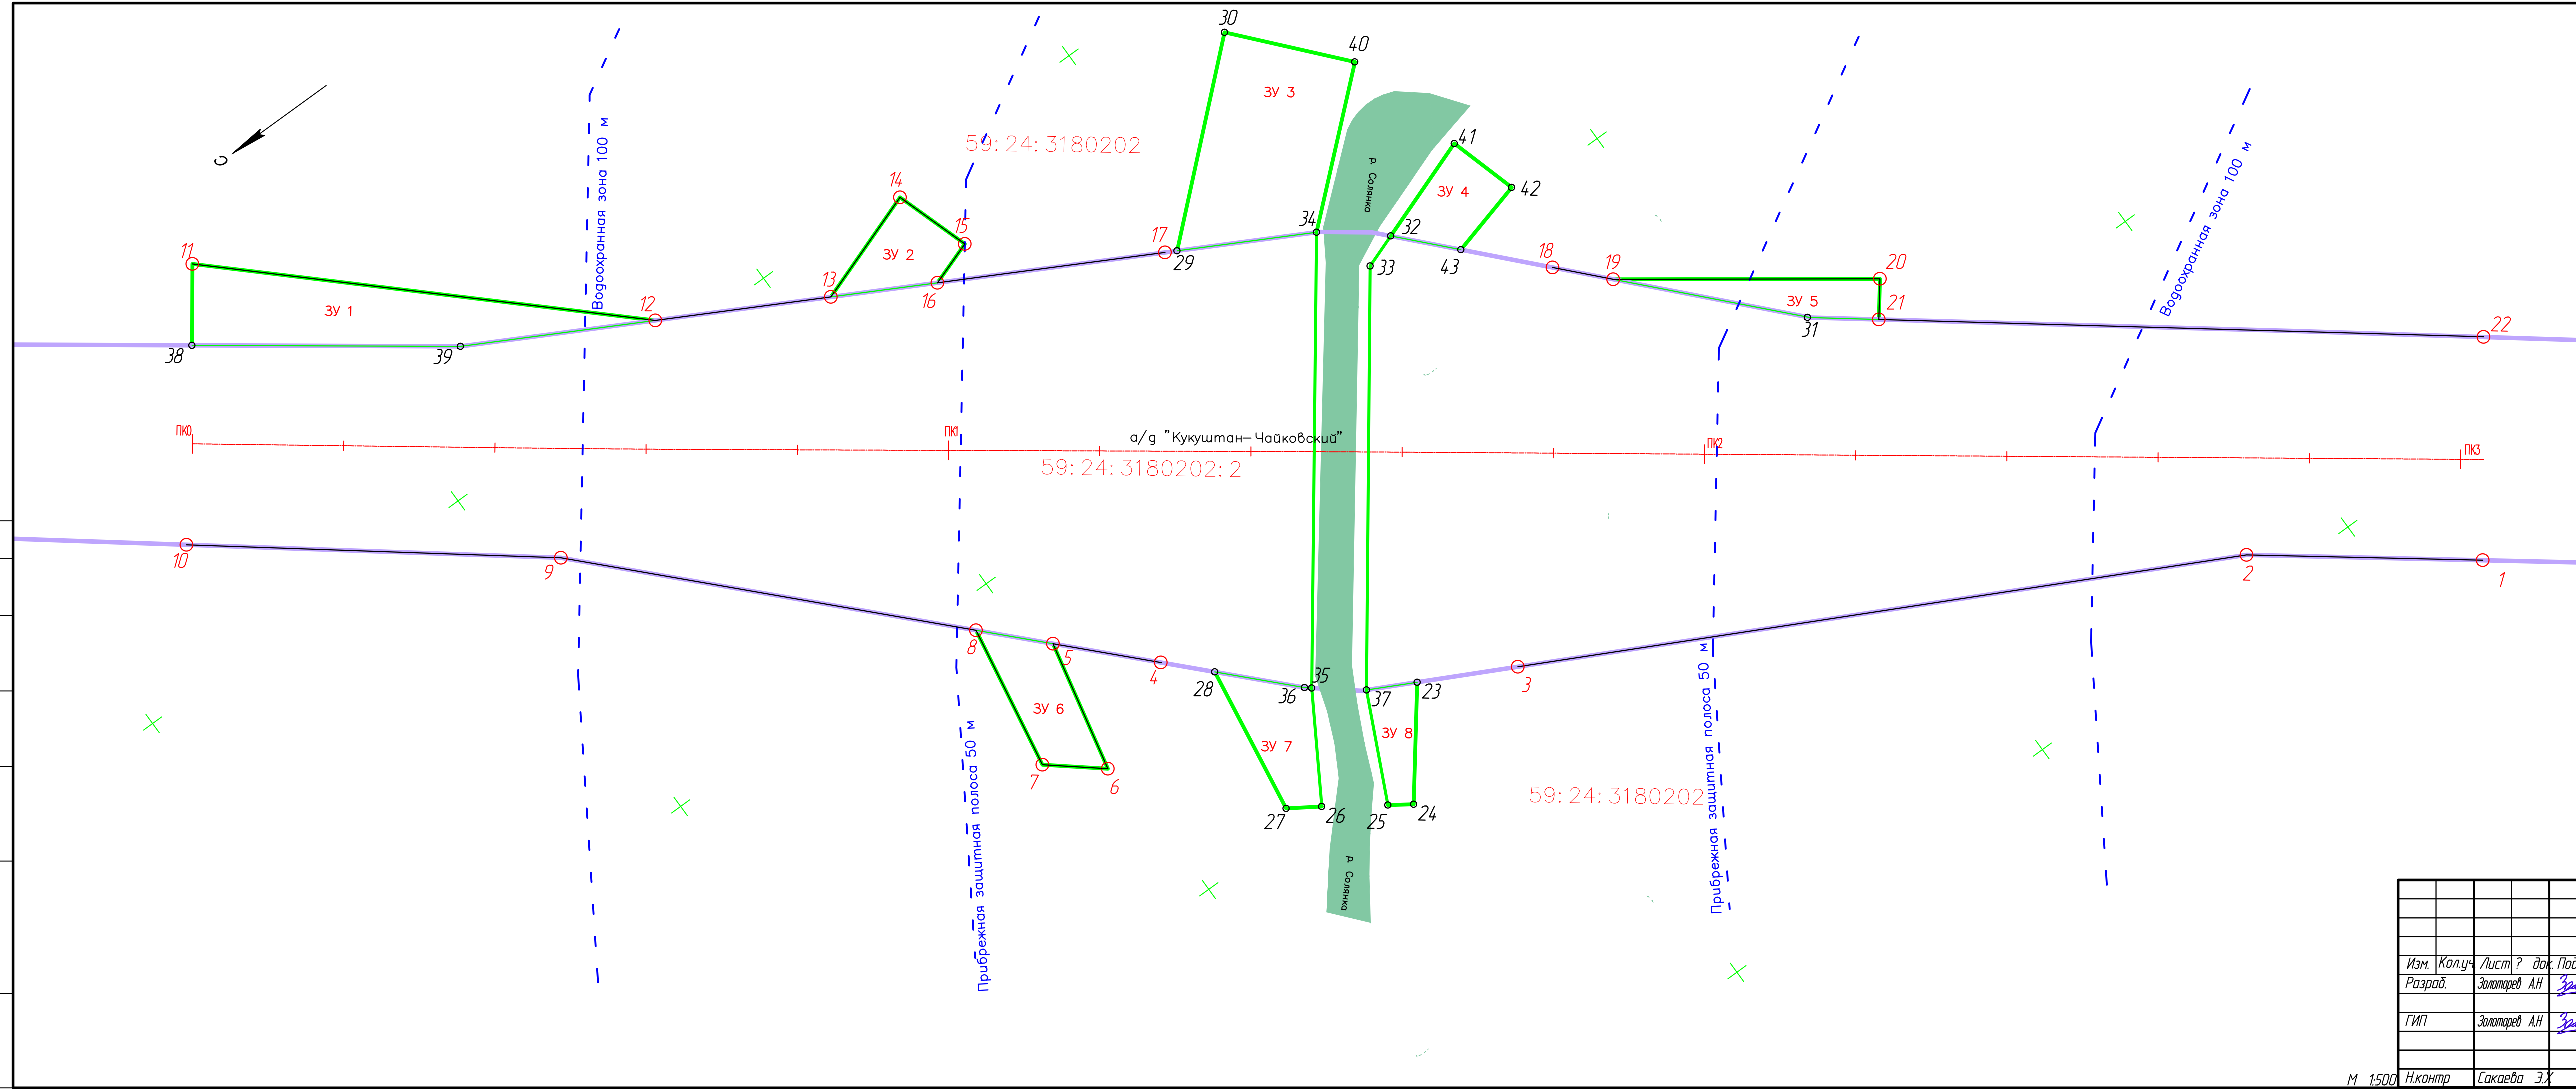 30
40
ЗУ 3
41
59:24:3180202
14
15
Водоохранная зона 100 м
р. Солянка
ЗУ 4
42
Водоохранная зона 100 м
С
11
ЗУ 1
12
13
ЗУ 2
16
17
29
34
32
33
43
18
19
20
ЗУ 5
21
31
22
38
39
ПК0
ПК1
а/д "Кукуштан-Чайковский"
ПК2
ПК3
59:24:3180202:2
10
9
8
5
4
28
36
35
37
23
3
2
1
ЗУ 6
ЗУ 7
ЗУ 8
7
6
27
26
25
24
Прибрежная защитная полоса 50 м
Прибрежная защитная полоса 50 м
59:24:3180202
р. Солянка
Изм. Кол.уч. Лист ? док.
Разраб. Золотарев А.Н
ГИП Золотарев А.Н
М 1:500
Н.контр Сакаева Э.Х